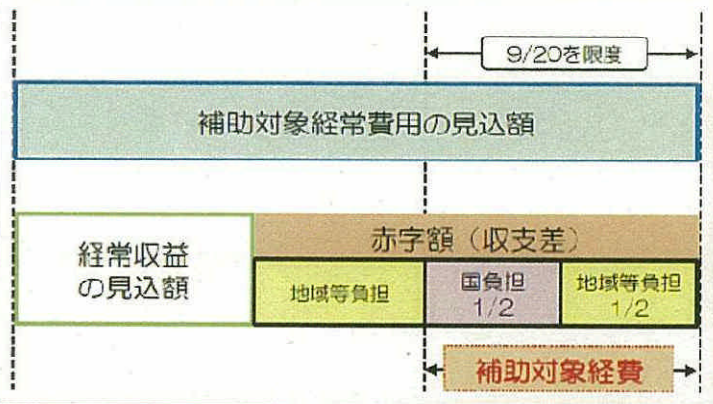 9/20を限度
補助対象経常費用の見込額
経常収益
の見込額
赤字額（収支差）
地域等負担
国負担
1/2
地域等負担
1/2
補助対象経費